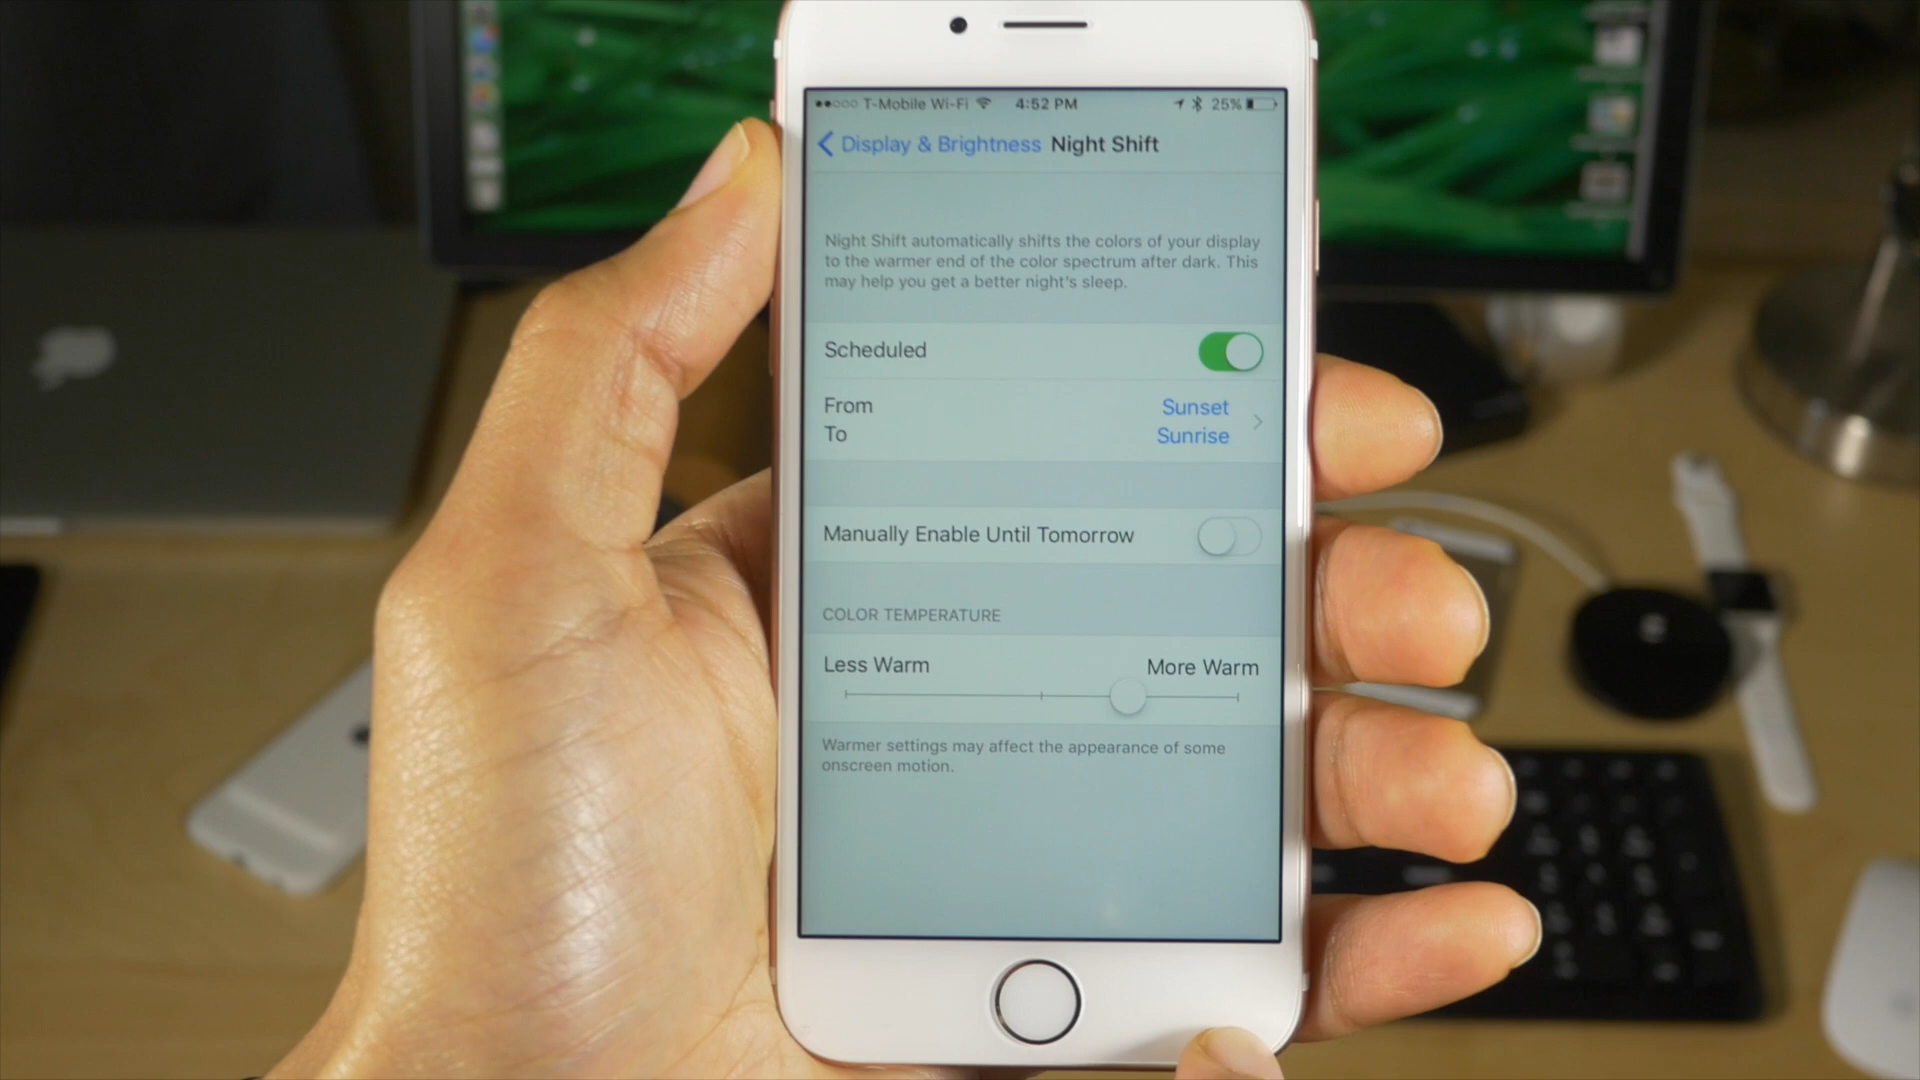 T-Mobile Wi-Fi 4:52 PM 25%
Display & Brightness Night Shift
Night Shift automatically shifts the colors of your display
to the warmer end of the color spectrum after dark. This
may help you get a better night's sleep.
Scheduled
From Sunset
To Sunrise
Manually Enable Until Tomorrow
COLOR TEMPERATURE
Less Warm More Warm
Warmer settings may affect the appearance of some
onscreen motion.